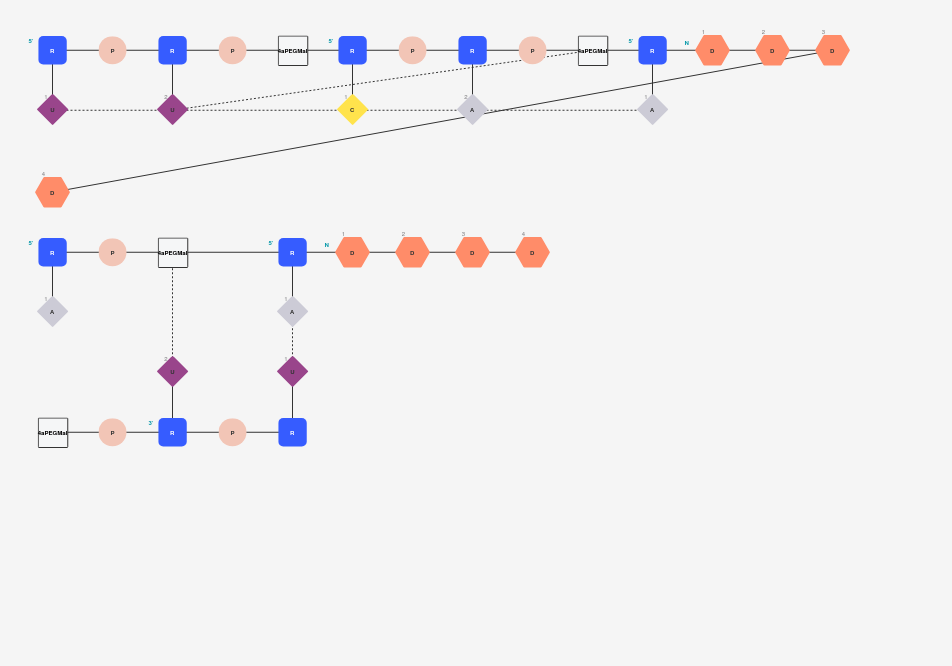 5' R P R P 4aPEGMal 5' R P R P 4aPEGMal 5' R N 1 D 2 D 3 D
1 U 2 U 1 C 2 A 1 A
4 D
5' R P 4aPEGMal 5' R N 1 D 2 D 3 D 4 D
1 A 1 A
2 U 1 U
4aPEGMal P 3' R P R